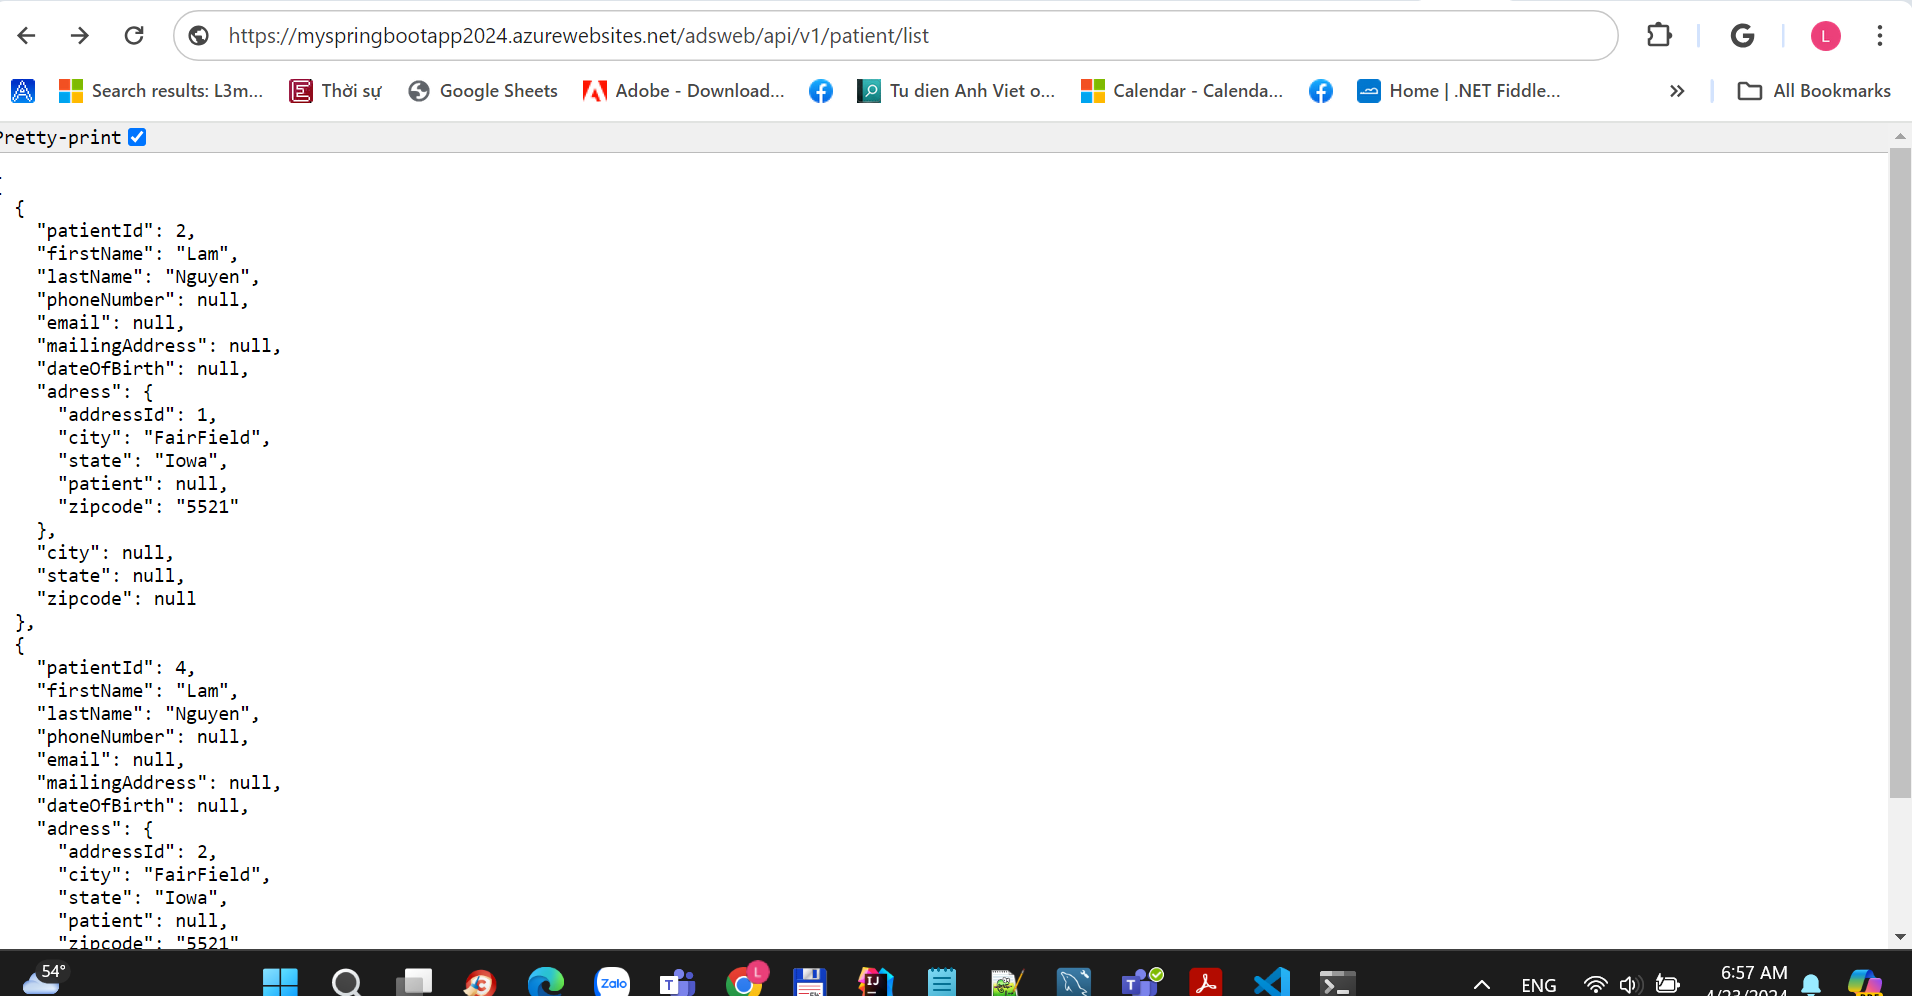 https://myspringbootapp2024.azurewebsites.net/adsweb/api/v1/patient/list
L
Search results: L3m...
Thời sự
Google Sheets
Adobe - Download...
Tu dien Anh Viet o...
Calendar - Calenda...
Home | .NET Fiddle...
All Bookmarks
Pretty-print
[
{
"patientId": 2,
"firstName": "Lam",
"lastName": "Nguyen",
"phoneNumber": null,
"email": null,
"mailingAddress": null,
"dateOfBirth": null,
"adress": {
"addressId": 1,
"city": "FairField",
"state": "Iowa",
"patient": null,
"zipcode": "5521"
},
"city": null,
"state": null,
"zipcode": null
},
{
"patientId": 4,
"firstName": "Lam",
"lastName": "Nguyen",
"phoneNumber": null,
"email": null,
"mailingAddress": null,
"dateOfBirth": null,
"adress": {
"addressId": 2,
"city": "FairField",
"state": "Iowa",
"patient": null,
"zipcode": "5521"
54°
Zalo
L
ENG
6:57 AM
4/23/2024